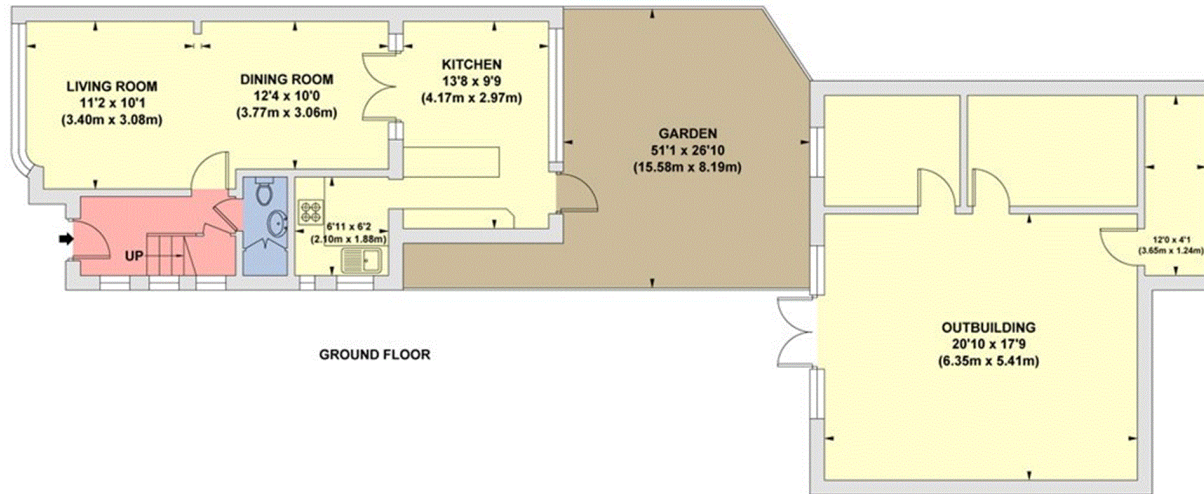 LIVING ROOM
11'2 x 10'1
(3.40m x 3.08m)
DINING ROOM
12'4 x 10'0
(3.77m x 3.06m)
KITCHEN
13'8 x 9'9
(4.17m x 2.97m)
GARDEN
51'1 x 26'10
(15.58m x 8.19m)
6'11 x 6'2
(2.10m x 1.88m)
UP
12'0 x 4'1
(3.65m x 1.24m)
OUTBUILDING
20'10 x 17'9
(6.35m x 5.41m)
GROUND FLOOR